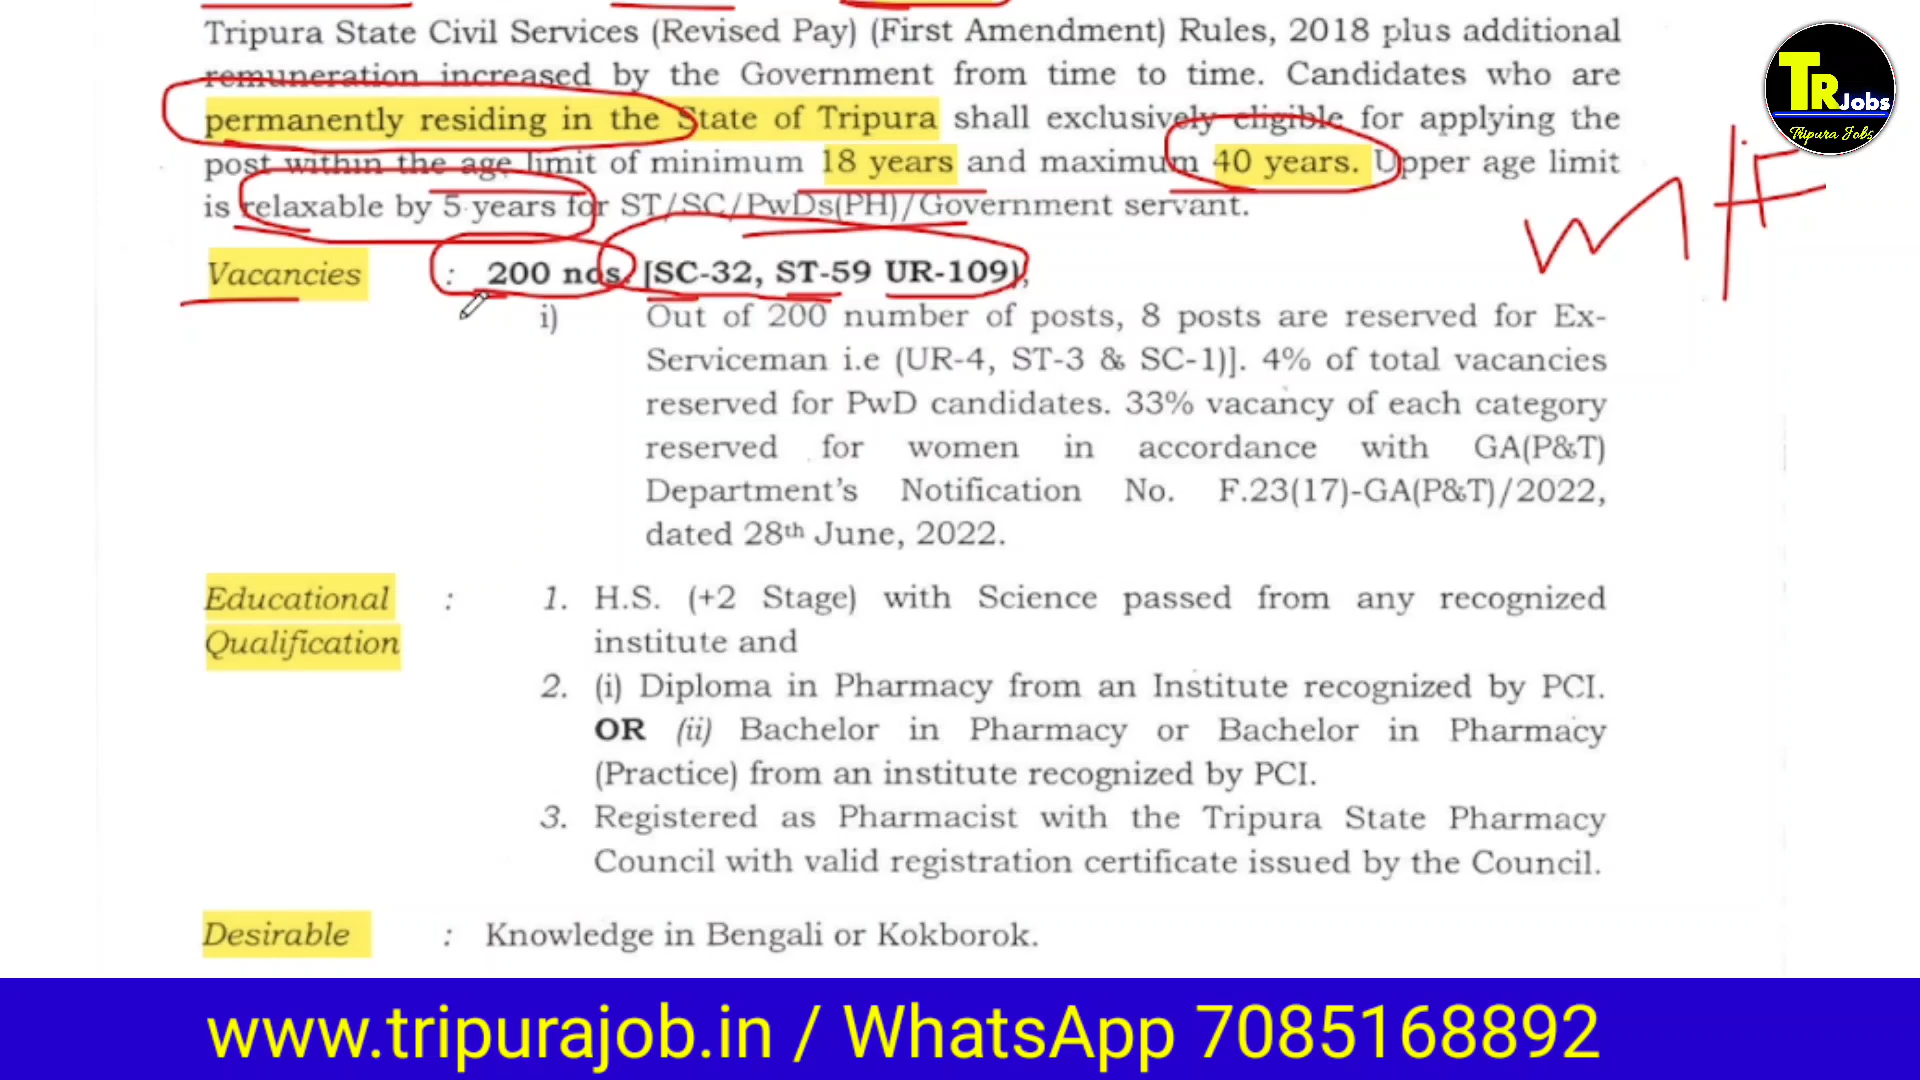 Tripura State Civil Services (Revised Pay) (First Amendment) Rules, 2018 plus additional
remuneration increased by the Government from time to time. Candidates who are
permanently residing in the State of Tripura shall exclusively eligible for applying the
post within the age limit of minimum 18 years and maximum 40 years. Upper age limit
is relaxable by 5 years for ST/SC/PwDs(PH)/Government servant.
Vacancies : 200 nos. [SC-32, ST-59 UR-109),
i) Out of 200 number of posts, 8 posts are reserved for Ex-
Serviceman i.e (UR-4, ST-3 & SC-1)]. 4% of total vacancies
reserved for PwD candidates. 33% vacancy of each category
reserved for women in accordance with GA(P&T)
Department's Notification No. F.23(17)-GA(P&T)/2022,
dated 28th June, 2022.
Educational : 1. H.S. (+2 Stage) with Science passed from any recognized
Qualification institute and
2. (i) Diploma in Pharmacy from an Institute recognized by PCI.
OR (ii) Bachelor in Pharmacy or Bachelor in Pharmacy
(Practice) from an institute recognized by PCI.
3. Registered as Pharmacist with the Tripura State Pharmacy
Council with valid registration certificate issued by the Council.
Desirable : Knowledge in Bengali or Kokborok.
M/F
TR Jobs
Tripura Jobs
www.tripurajob.in / WhatsApp 7085168892